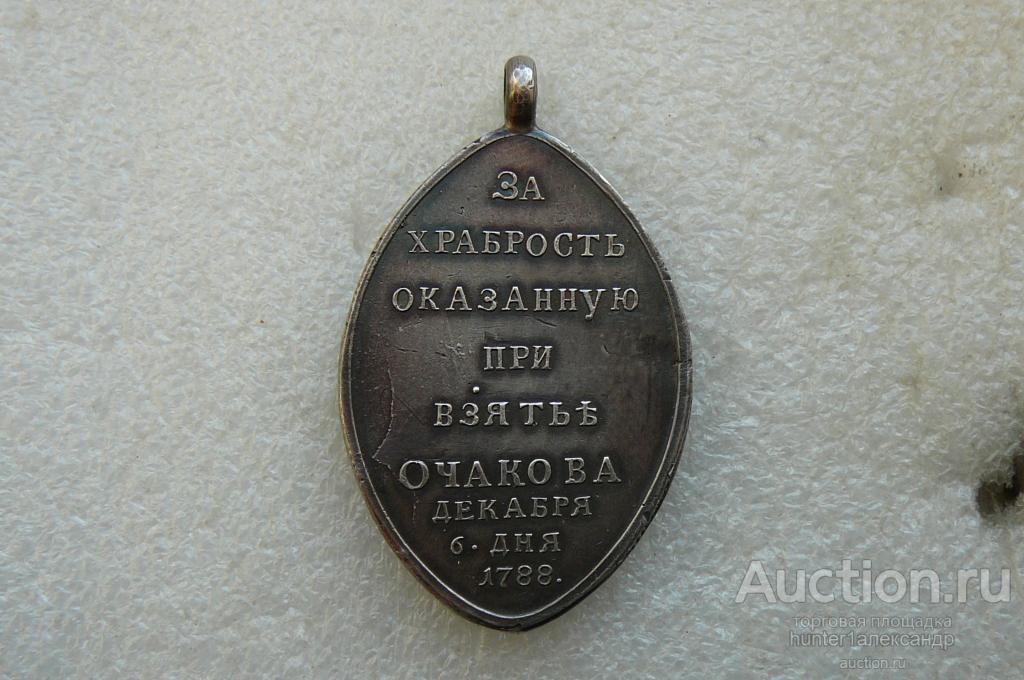 ЗА
ХРАБРОСТЬ
ОКАЗАННУЮ
ПРИ
ВЗЯТЬѢ
ОЧАКОВА
ДЕКАБРЯ
6. ДНЯ
1788.
Auction.ru
торговая площадка
hunter1александр
auction.ru